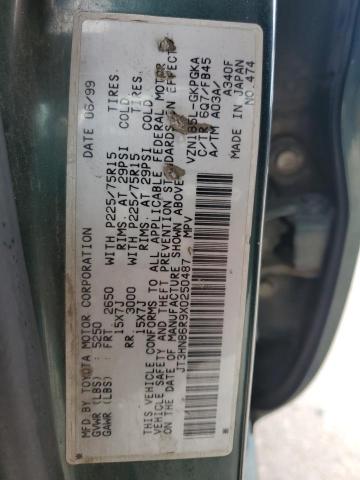 MFD BY TOYOTA MOTOR CORPORATION DATE 06/99
GVWR (LBS) : 5250
GAWR (LBS) : FRT. 2650 WITH P225/75R15 TIRES.
15X7J RIMS. AT 29PSI COLD
RR. 3000 WITH P225/75R15 TIRES.
15X7J RIMS. AT 29PSI COLD
THIS VEHICLE CONFORMS TO ALL APPLICABLE FEDERAL MOTOR
VEHICLE SAFETY AND THEFT PREVENTION STANDARDS IN EFFECT
ON THE DATE OF MANUFACTURE SHOWN ABOVE.
JT3HN86R9X0250487 MPV
VZN185L-GKPGKA
C/TR 6Q7/FB45
A/TM A03A/ A340F
MADE IN JAPAN
NO.474